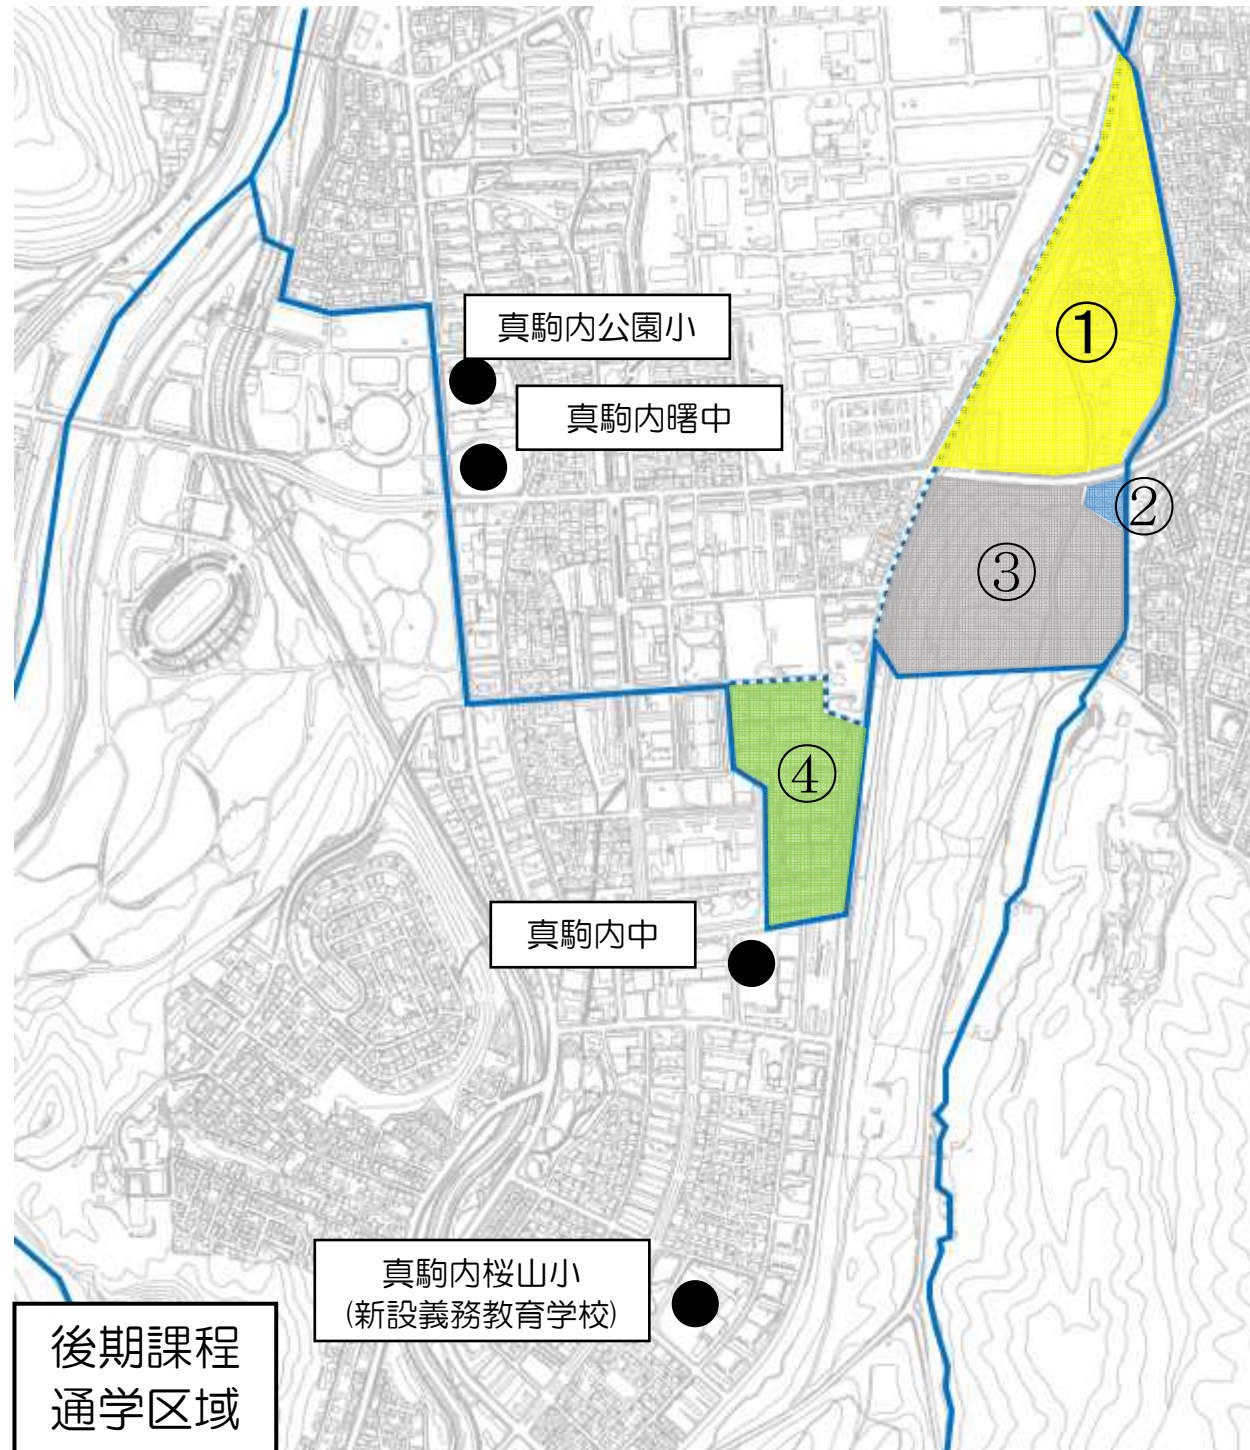 真駒内公園小
①
真駒内曙中
②
③
④
真駒内中
真駒内桜山小
(新設義務教育学校)
後期課程
通学区域